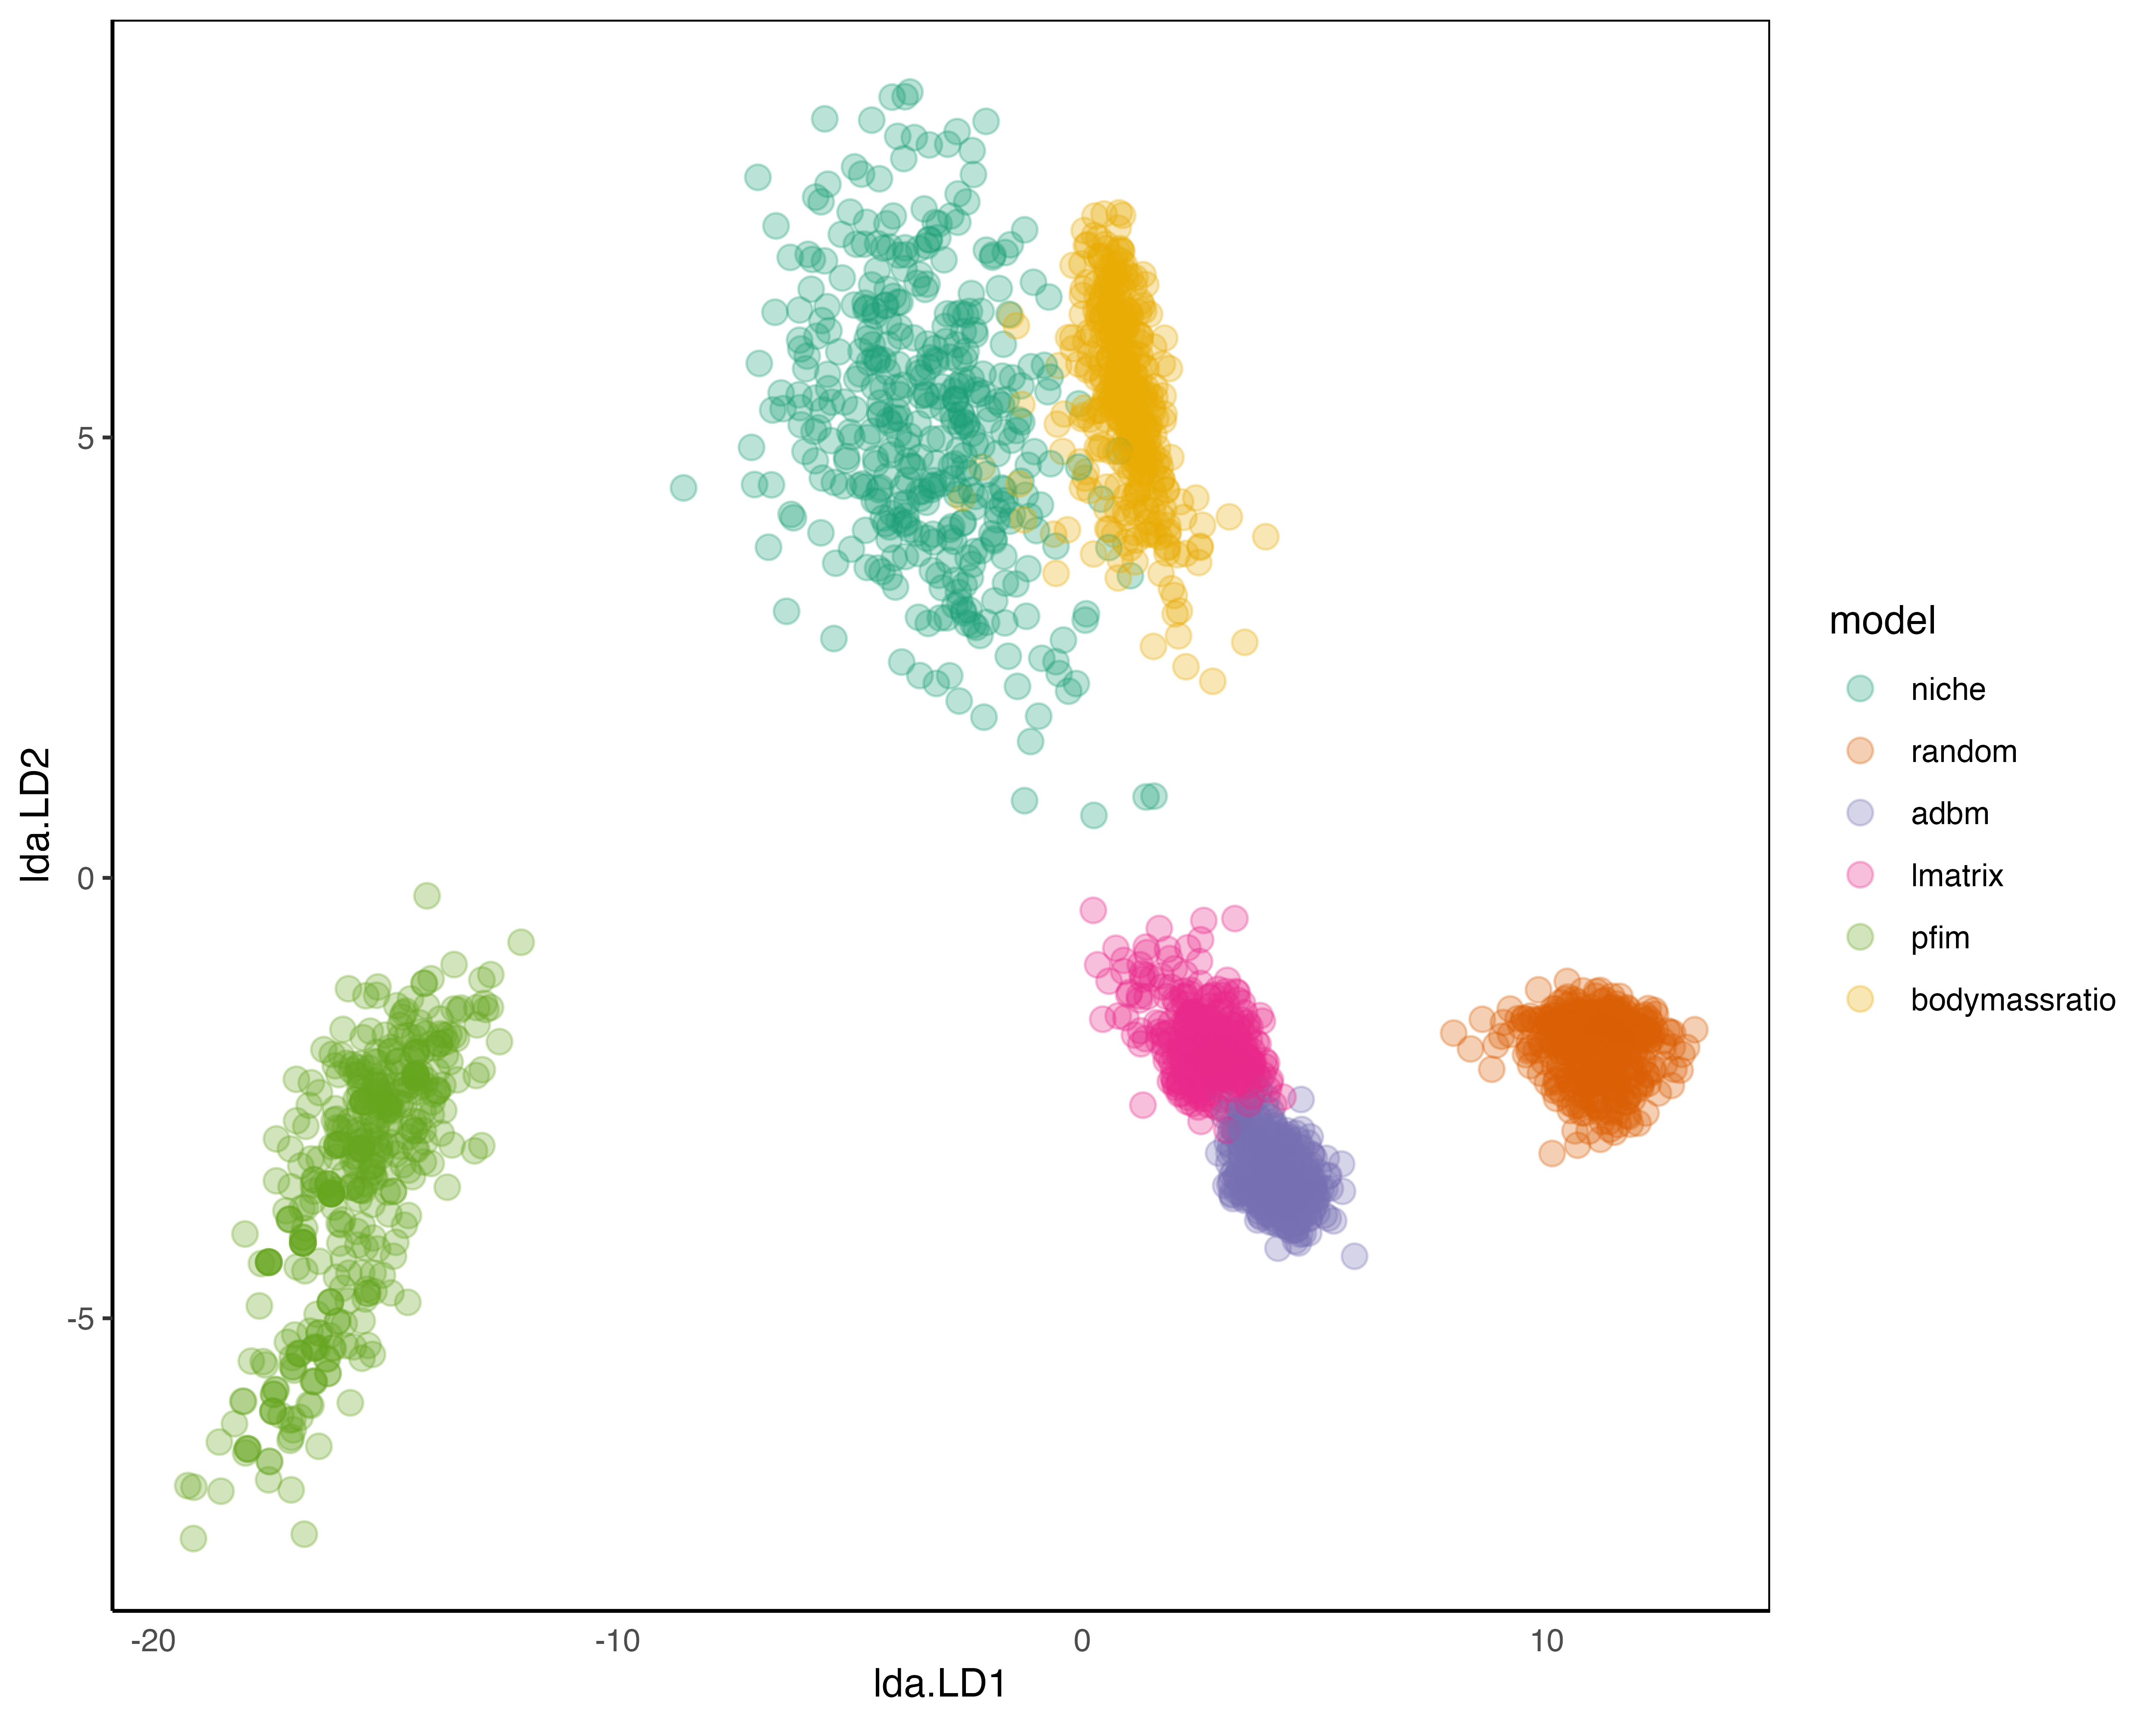 lda.LD2
5
0
-5
-20
-10
0
10
lda.LD1
model
niche
random
adbm
lmatrix
pfim
bodymassratio